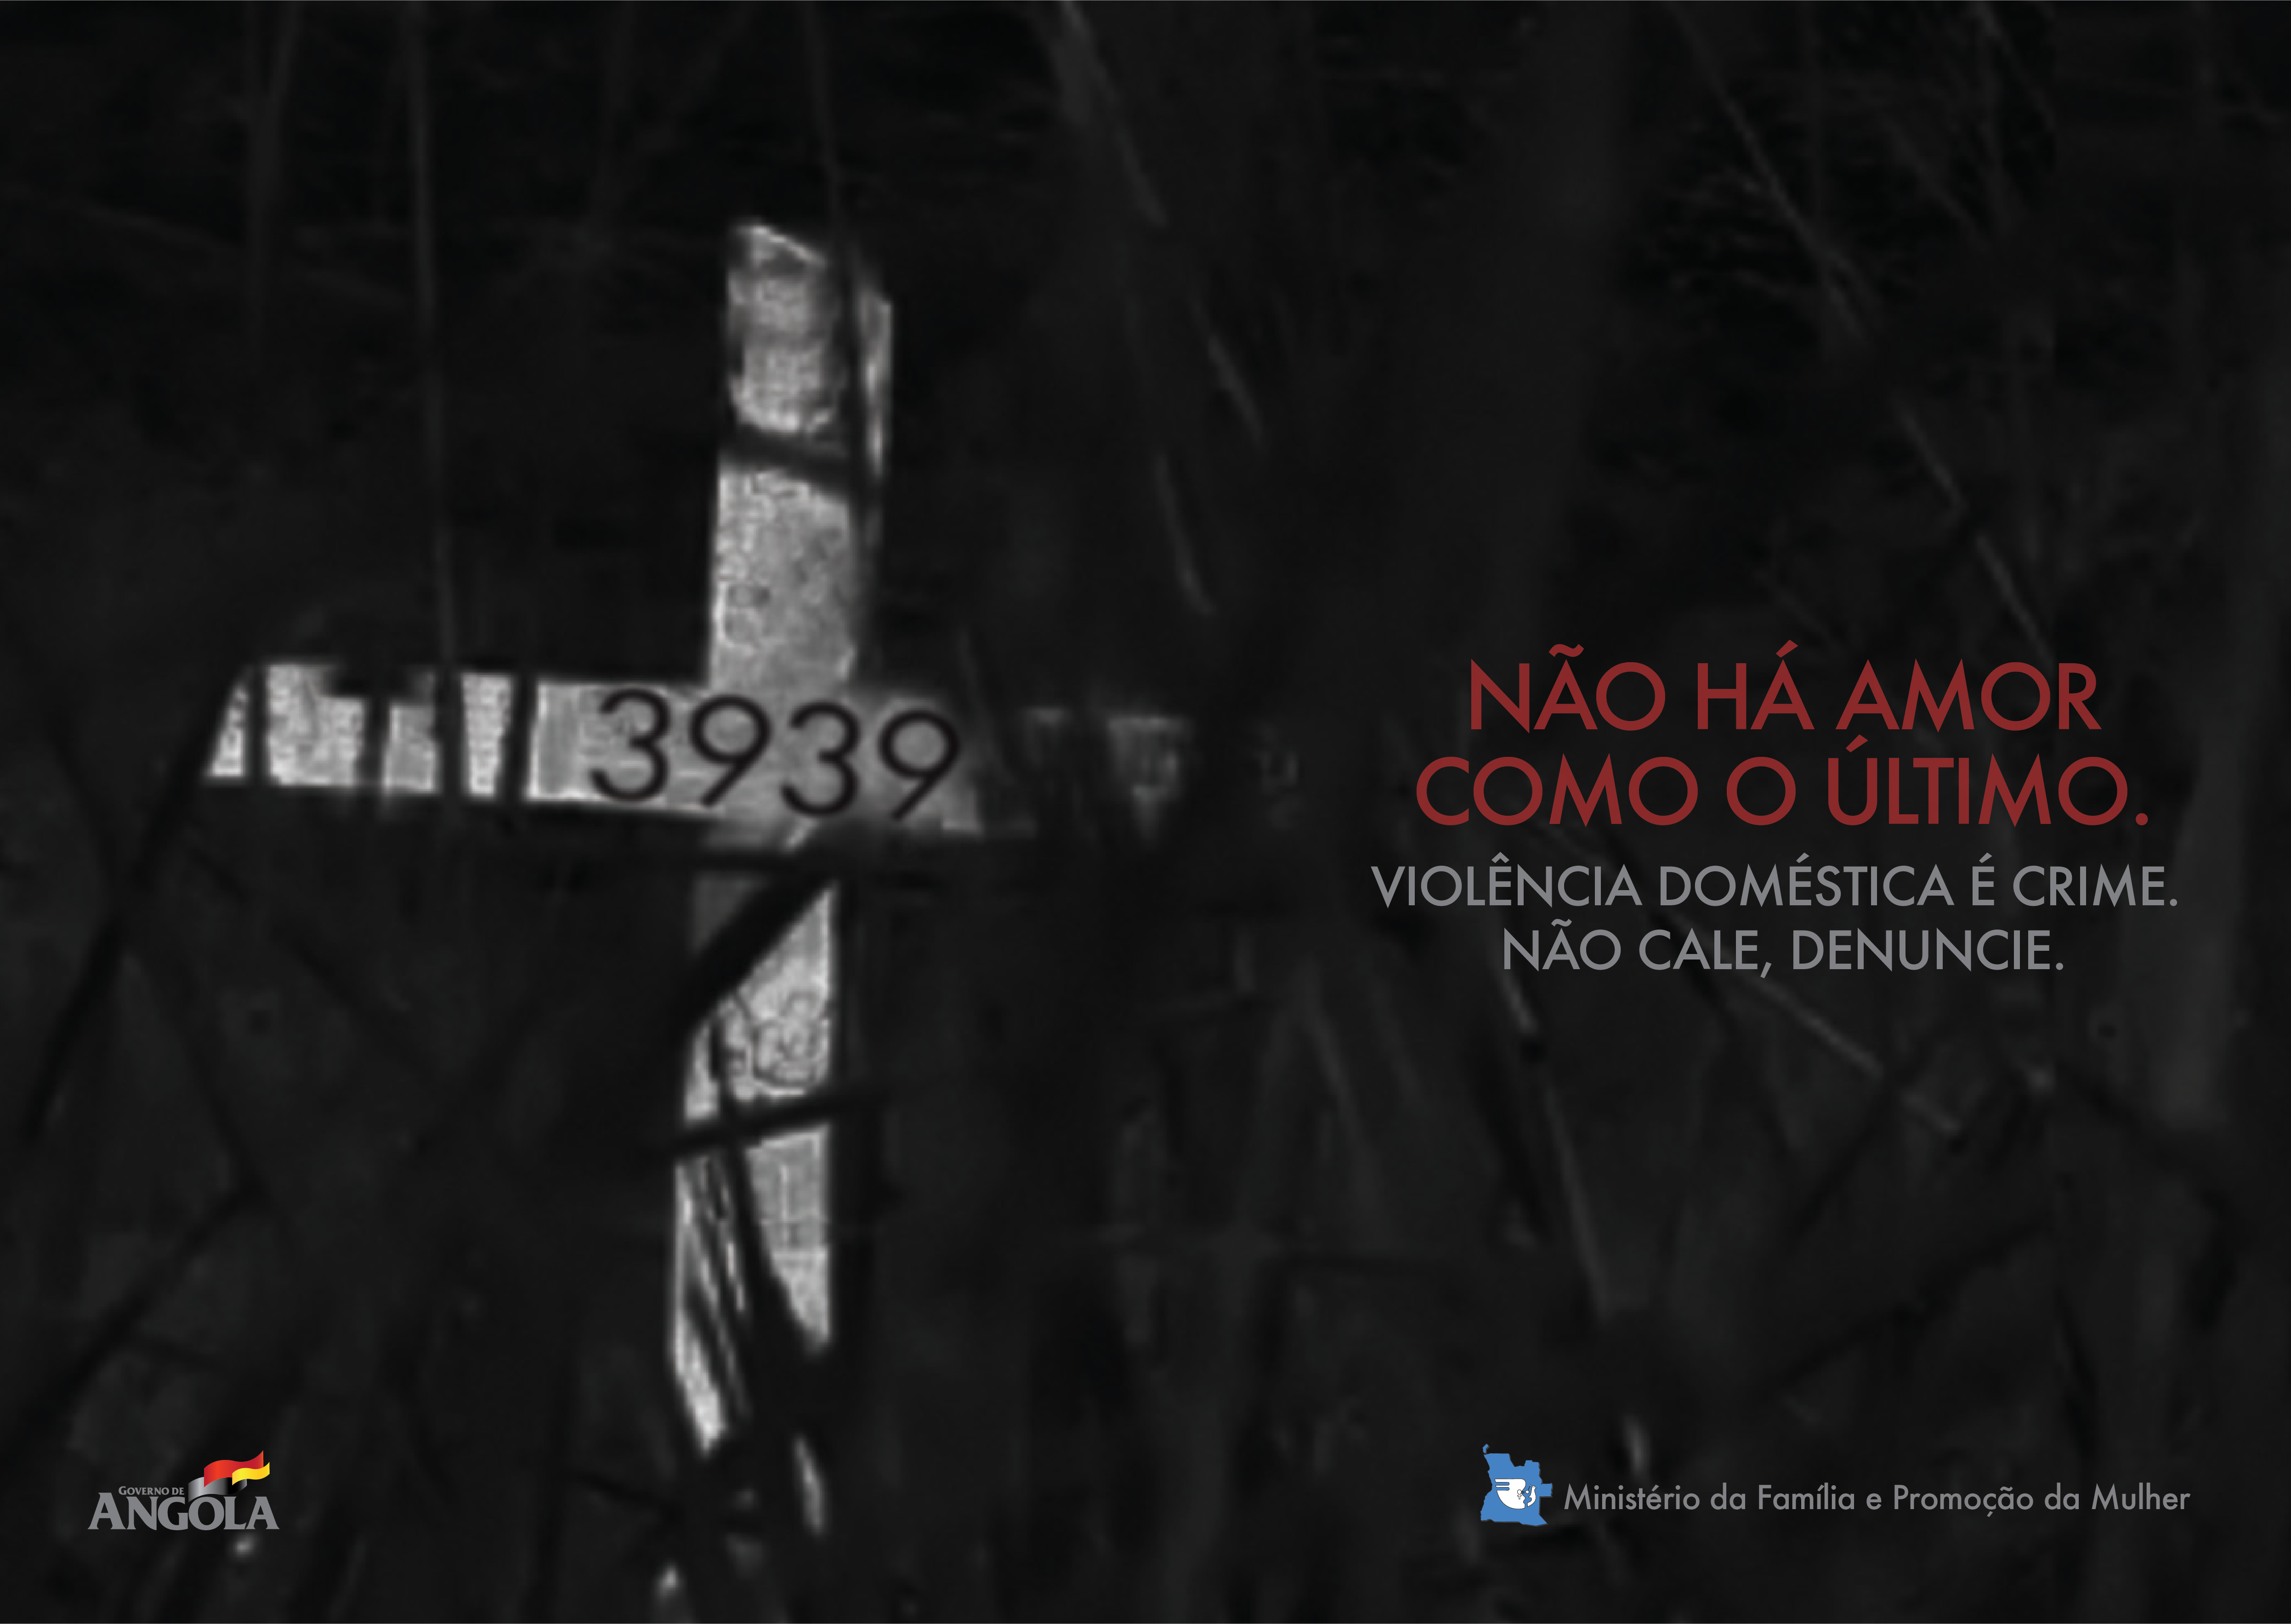 3939
NÃO HÁ AMOR
COMO O ÚLTIMO.
VIOLÊNCIA DOMÉSTICA É CRIME.
NÃO CALE, DENUNCIE.
GOVERNO DE
ANGOLA
Ministério da Família e Promoção da Mulher